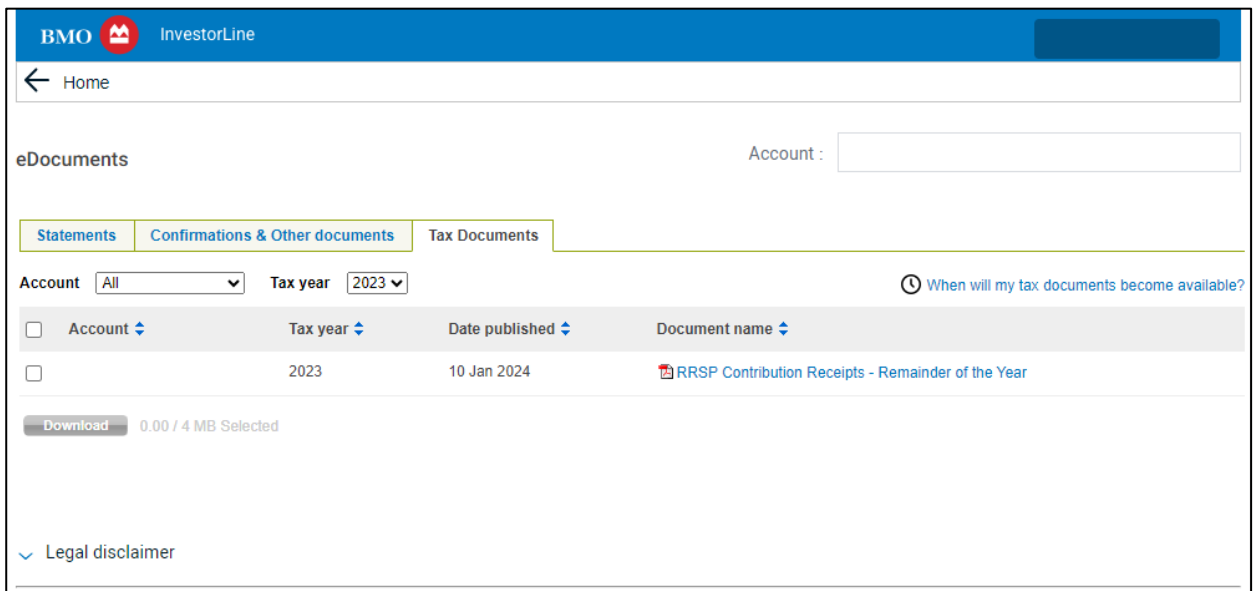 BMO InvestorLine
Home
eDocuments Account :
Statements Confirmations & Other documents Tax Documents
Account All Tax year 2023 When will my tax documents become available?
Account Tax year Date published Document name
2023 10 Jan 2024 RRSP Contribution Receipts - Remainder of the Year
Download 0.00 / 4 MB Selected
Legal disclaimer